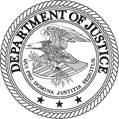 DEPARTMENT OF JUSTICE
QUI PRO DOMINA JUSTITIA SEQUITUR